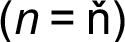 (n = ň)